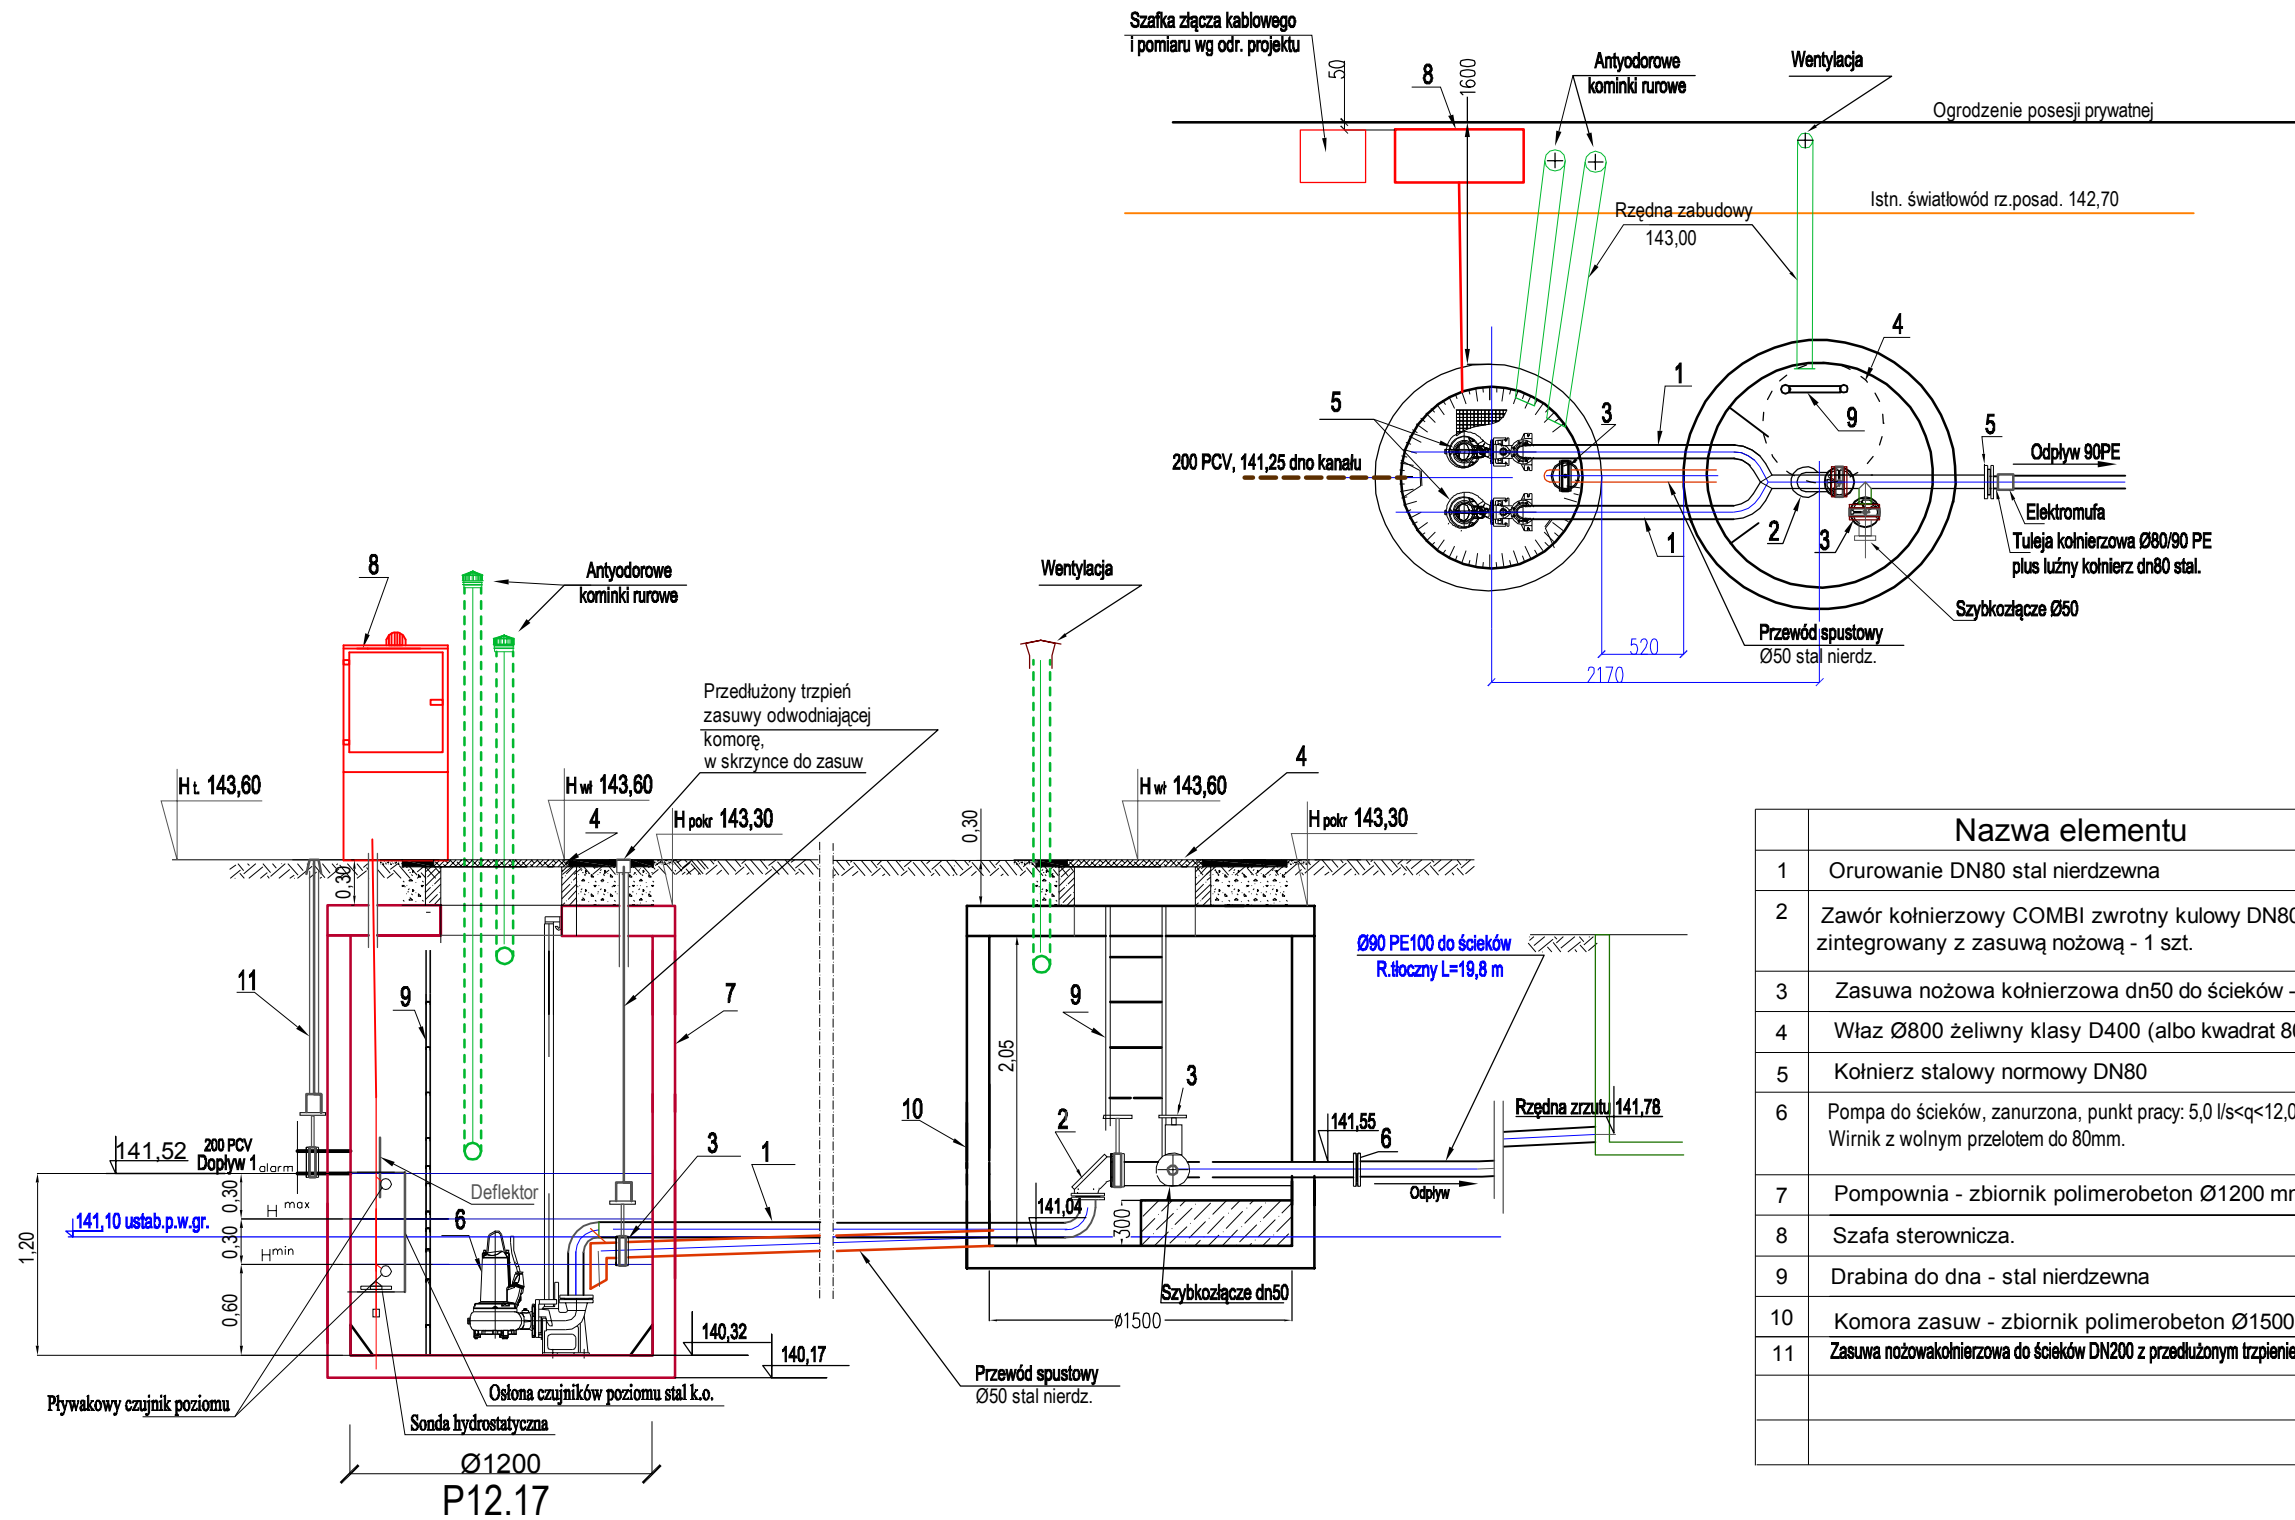 Szafka złącza kablowego
i pomiaru wg odr. projektu
50
8
1600
Antyodorowe
kominki rurowe
Wentylacja
Ogrodzenie posesji prywatnej
Istn. światłowód rz.posad. 142,70
Rzędna zabudowy
143,00
4
1
5
3
9
5
200 PCV, 141,25 dno kanału
Odpływ 90PE
2
3
1
Elektromufa
Tuleja kołnierzowa Ø80/90 PE
plus luźny kołnierz dn80 stal.
Szybkozłącze Ø50
Przewód spustowy
Ø50 stal nierdz.
520
2170
8
Antyodorowe
kominki rurowe
Wentylacja
Przedłużony trzpień
zasuwy odwodniającej
komorę,
w skrzynce do zasuw
H t. 143,60
H wł 143,60
4
H pokr 143,30
0,30
H wł 143,60
4
H pokr 143,30
0,30
11
9
7
2,05
9
10
3
2
Ø90 PE100 do ścieków
R.tłoczny L=19,8 m
Rzędna zrzutu 141,78
141,55
6
Odpływ
141,52
200 PCV
Dopływ 1
alarm
Deflektor
0,30
H max
141,10 ustab.p.w.gr.
0,30
H min
1,20
0,60
6
3
1
141,04
300
Szybkozłącze dn50
Ø1500
140,32
140,17
Przewód spustowy
Ø50 stal nierdz.
Pływakowy czujnik poziomu
Osłona czujników poziomu stal k.o.
Sonda hydrostatyczna
Ø1200
P12.17
Nazwa elementu
1 Orurowanie DN80 stal nierdzewna
2 Zawór kołnierzowy COMBI zwrotny kulowy DN80
zintegrowany z zasuwą nożową - 1 szt.
3 Zasuwa nożowa kołnierzowa dn50 do ścieków -
4 Właz Ø800 żeliwny klasy D400 (albo kwadrat 80
5 Kołnierz stalowy normowy DN80
6 Pompa do ścieków, zanurzona, punkt pracy: 5,0 l/s<q<12,0
Wirnik z wolnym przelotem do 80mm.
7 Pompownia - zbiornik polimerobeton Ø1200 mm
8 Szafa sterownicza.
9 Drabina do dna - stal nierdzewna
10 Komora zasuw - zbiornik polimerobeton Ø1500
11 Zasuwa nożowakołnierzowa do ścieków DN200 z przedłużonym trzpienie